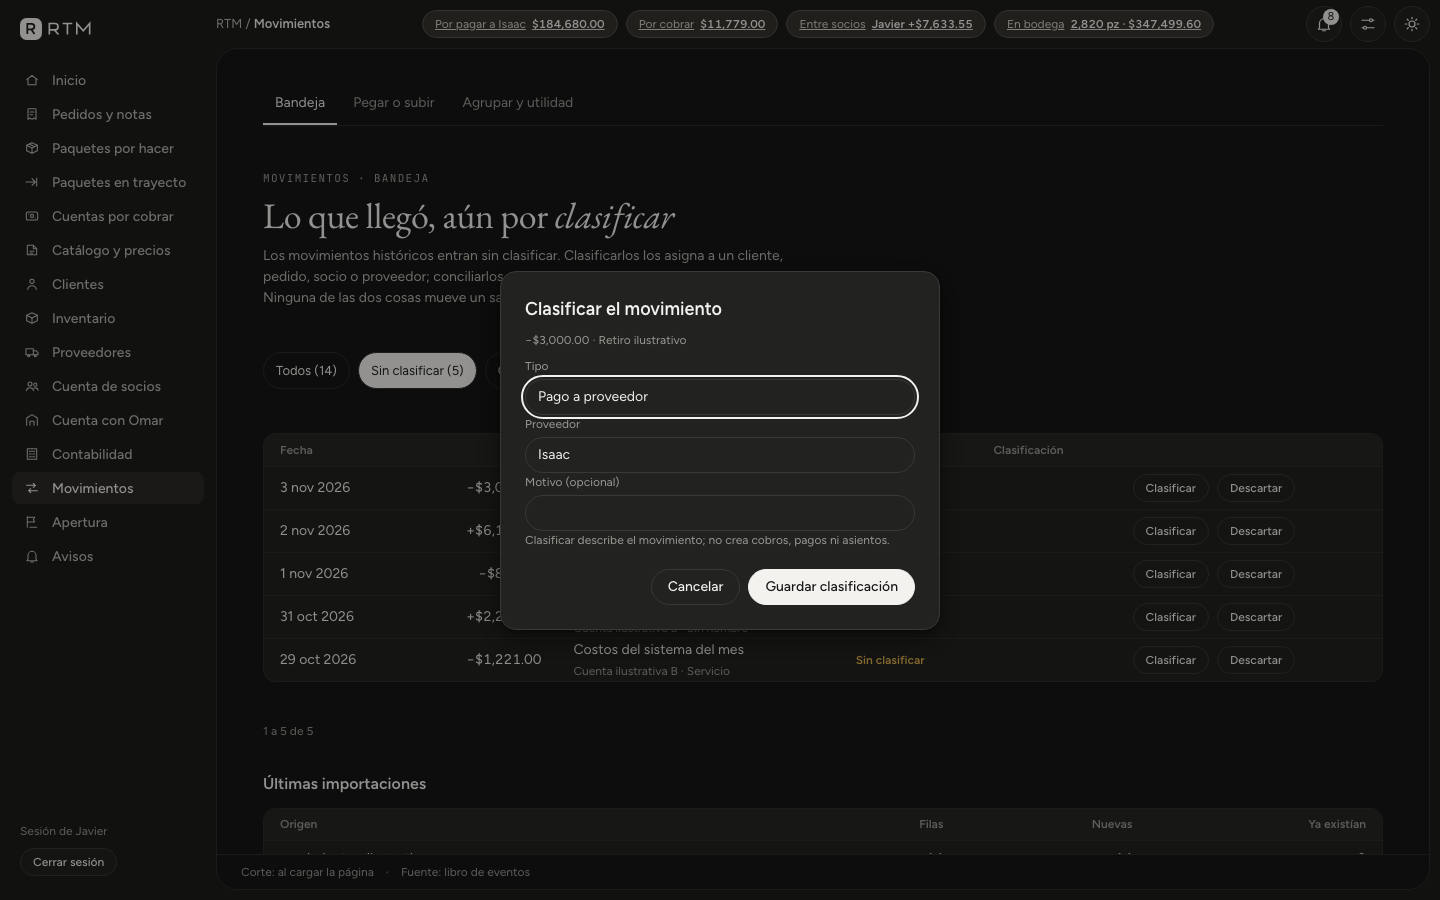 R RTM
RTM / Movimientos
Por pagar a Isaac $184,680.00
Por cobrar $11,779.00
Entre socios Javier +$7,633.55
En bodega 2,820 pz · $347,499.60
8
Inicio
Pedidos y notas
Paquetes por hacer
Paquetes en trayecto
Cuentas por cobrar
Catálogo y precios
Clientes
Inventario
Proveedores
Cuenta de socios
Cuenta con Omar
Contabilidad
Movimientos
Apertura
Avisos
Sesión de Javier
Cerrar sesión
Bandeja Pegar o subir Agrupar y utilidad
MOVIMIENTOS · BANDEJA
Lo que llegó, aún por clasificar
Los movimientos históricos entran sin clasificar. Clasificarlos los asigna a un cliente,
pedido, socio o proveedor; conciliarlos
Ninguna de las dos cosas mueve un
Todos (14) Sin clasificar (5)
Clasificar el movimiento
−$3,000.00 · Retiro ilustrativo
Tipo
Pago a proveedor
Proveedor
Isaac
Motivo (opcional)
Clasificar describe el movimiento; no crea cobros, pagos ni asientos.
Cancelar Guardar clasificación
Fecha Clasificación
3 nov 2026 Clasificar Descartar
2 nov 2026 Clasificar Descartar
1 nov 2026 Clasificar Descartar
31 oct 2026 Clasificar Descartar
29 oct 2026 −$1,221.00 Costos del sistema del mes Sin clasificar Clasificar Descartar
Cuenta ilustrativa B · Servicio
1 a 5 de 5
Últimas importaciones
Origen Filas Nuevas Ya existían
Corte: al cargar la página · Fuente: libro de eventos